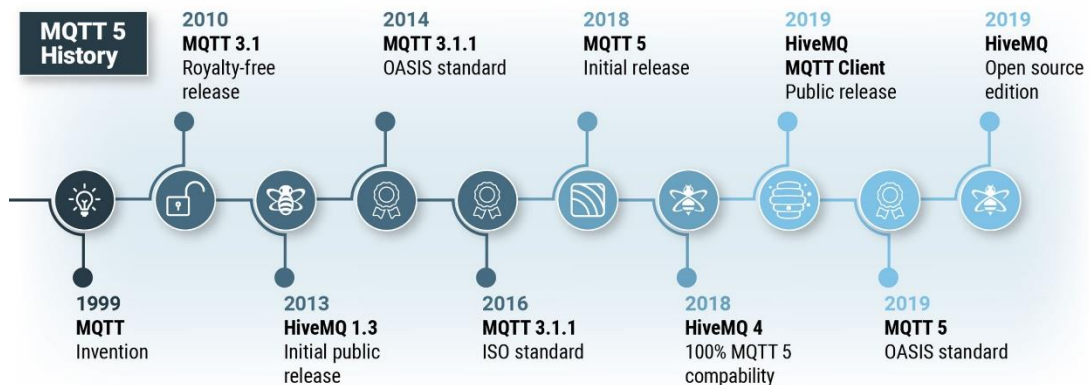 MQTT 5
History
1999
MQTT
Invention
2010
MQTT 3.1
Royalty-free
release
2013
HiveMQ 1.3
Initial public
release
2014
MQTT 3.1.1
OASIS standard
2016
MQTT 3.1.1
ISO standard
2018
MQTT 5
Initial release
2018
HiveMQ 4
100% MQTT 5
compability
2019
HiveMQ
MQTT Client
Public release
2019
MQTT 5
OASIS standard
2019
HiveMQ
Open source
edition